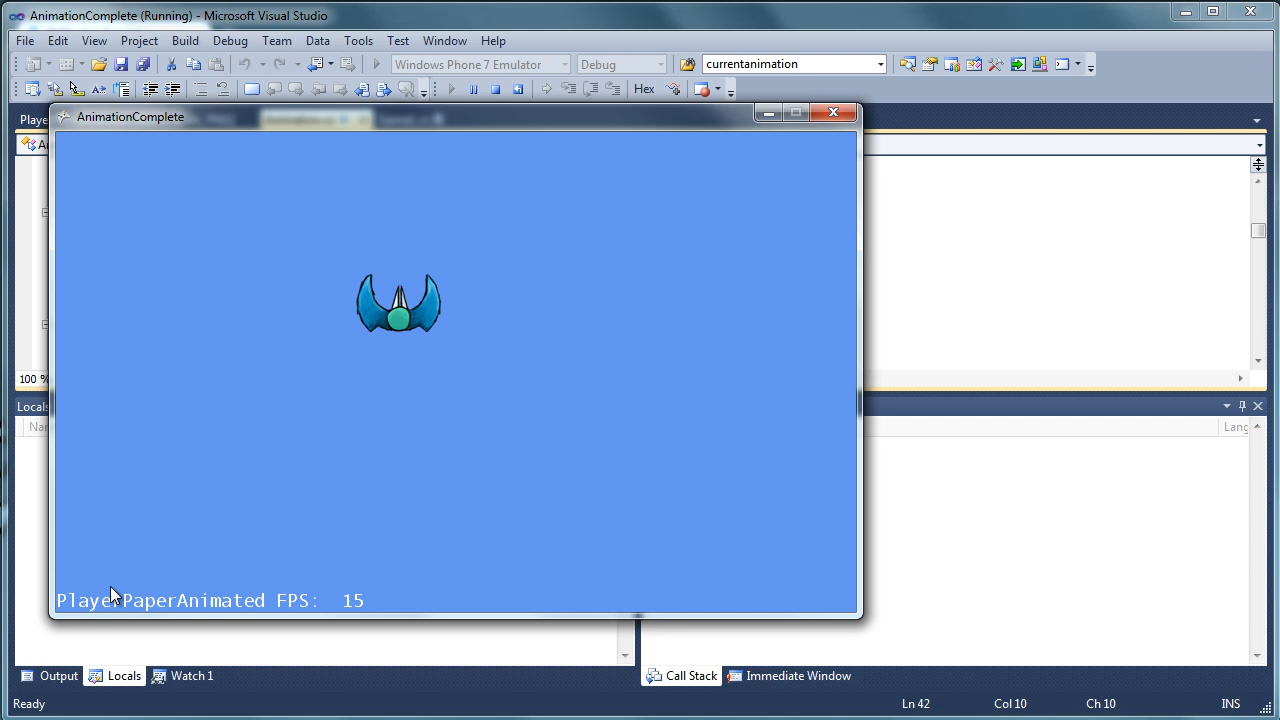 AnimationComplete (Running) - Microsoft Visual Studio
File Edit View Project Build Debug Team Data Tools Test Window Help
Windows Phone 7 Emulator Debug currentanimation
Hex
AnimationComplete
100 %
Locals
Lang
PlayerPaperAnimated FPS: 15
Output Locals Watch 1 Call Stack Immediate Window
Ready Ln 42 Col 10 Ch 10 INS